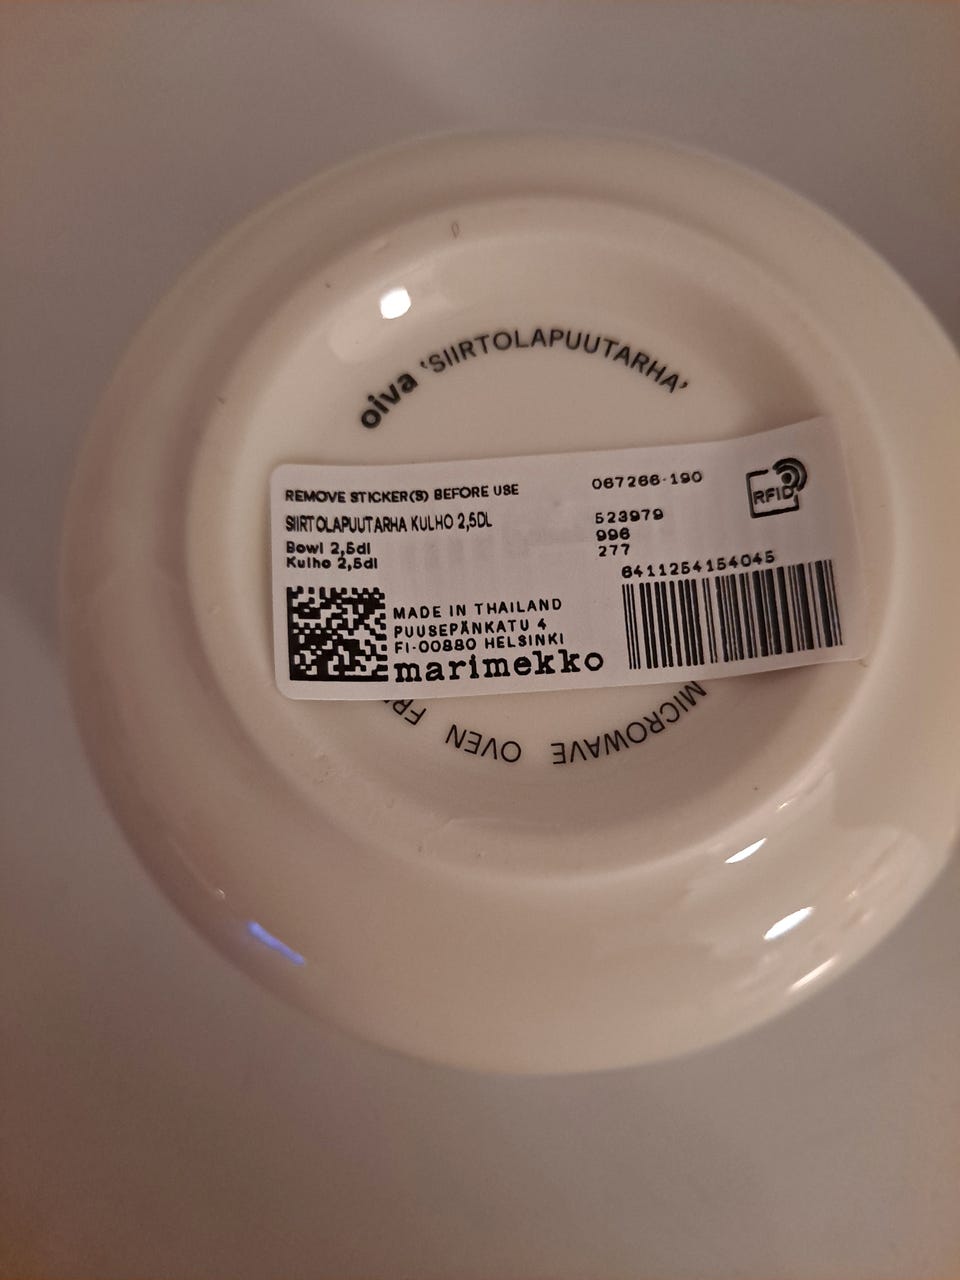 oiva 'SIIRTOLAPUUTARHA'
REMOVE STICKER(S) BEFORE USE
067266-190
SIIRTOLAPUUTARHA KULHO 2,5DL
523979
Bowl 2,5dl
996
Kulho 2,5dl
277
RFID
6411254154045
MADE IN THAILAND
PUUSEPÄNKATU 4
FI-00880 HELSINKI
marimekko
MICROWAVE OVEN